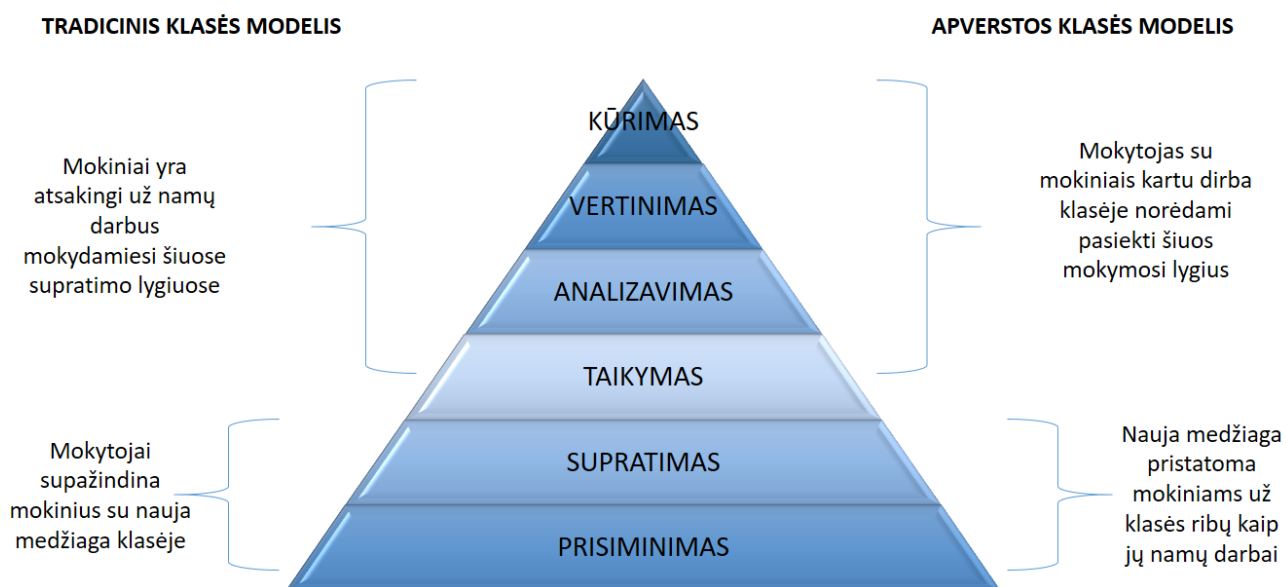 TRADICINIS KLASĖS MODELIS
APVERSTOS KLASĖS MODELIS
Mokiniai yra
atsakingi už namų
darbus
mokydamiesi šiuose
supratimo lygiuose
Mokytojai
supažindina
mokinius su nauja
medžiaga klasėje
KŪRIMAS
VERTINIMAS
ANALIZAVIMAS
TAIKYMAS
SUPRATIMAS
PRISIMINIMAS
Mokytojas su
mokiniais kartu dirba
klasėje norėdami
pasiekti šiuos
mokymosi lygius
Nauja medžiaga
pristatoma
mokiniams už
klasės ribų kaip
jų namų darbai